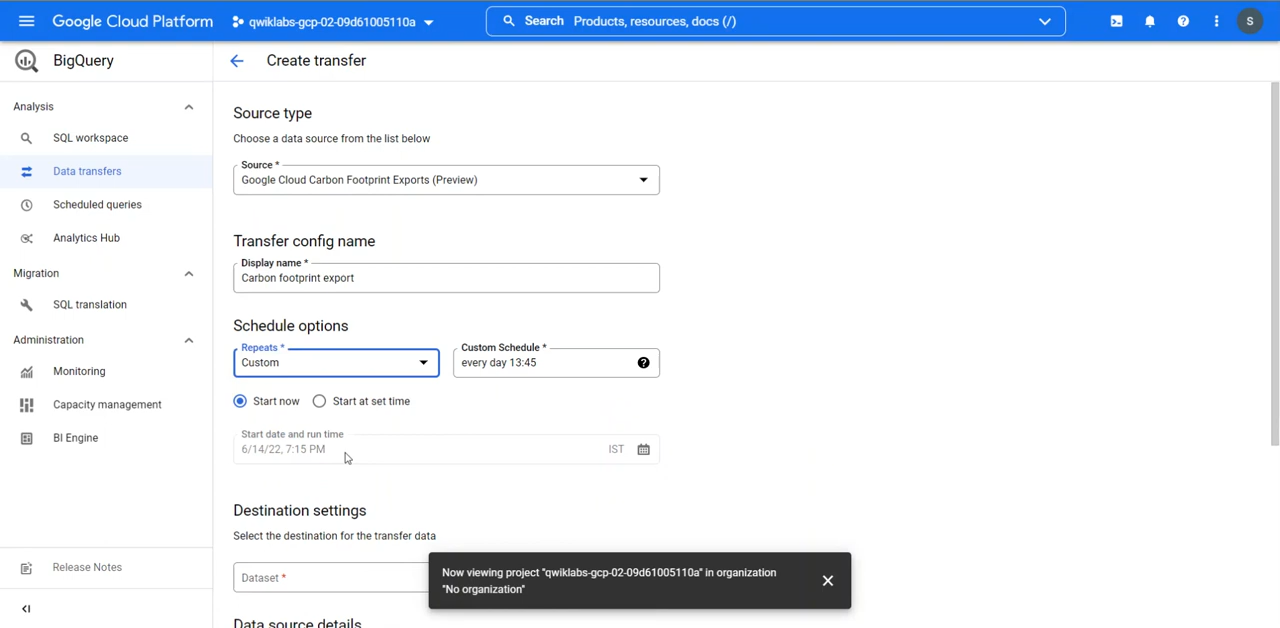 Google Cloud Platform
qwiklabs-gcp-02-09d61005110a
Search Products, resources, docs (/)
S
BigQuery
Create transfer
Analysis
SQL workspace
Data transfers
Scheduled queries
Analytics Hub
Migration
SQL translation
Administration
Monitoring
Capacity management
BI Engine
Release Notes
Source type
Choose a data source from the list below
Source *
Google Cloud Carbon Footprint Exports (Preview)
Transfer config name
Display name *
Carbon footprint export
Schedule options
Repeats *
Custom
Custom Schedule *
every day 13:45
Start now
Start at set time
Start date and run time
6/14/22, 7:15 PM IST
Destination settings
Select the destination for the transfer data
Dataset *
Now viewing project "qwiklabs-gcp-02-09d61005110a" in organization
"No organization"
Data source details